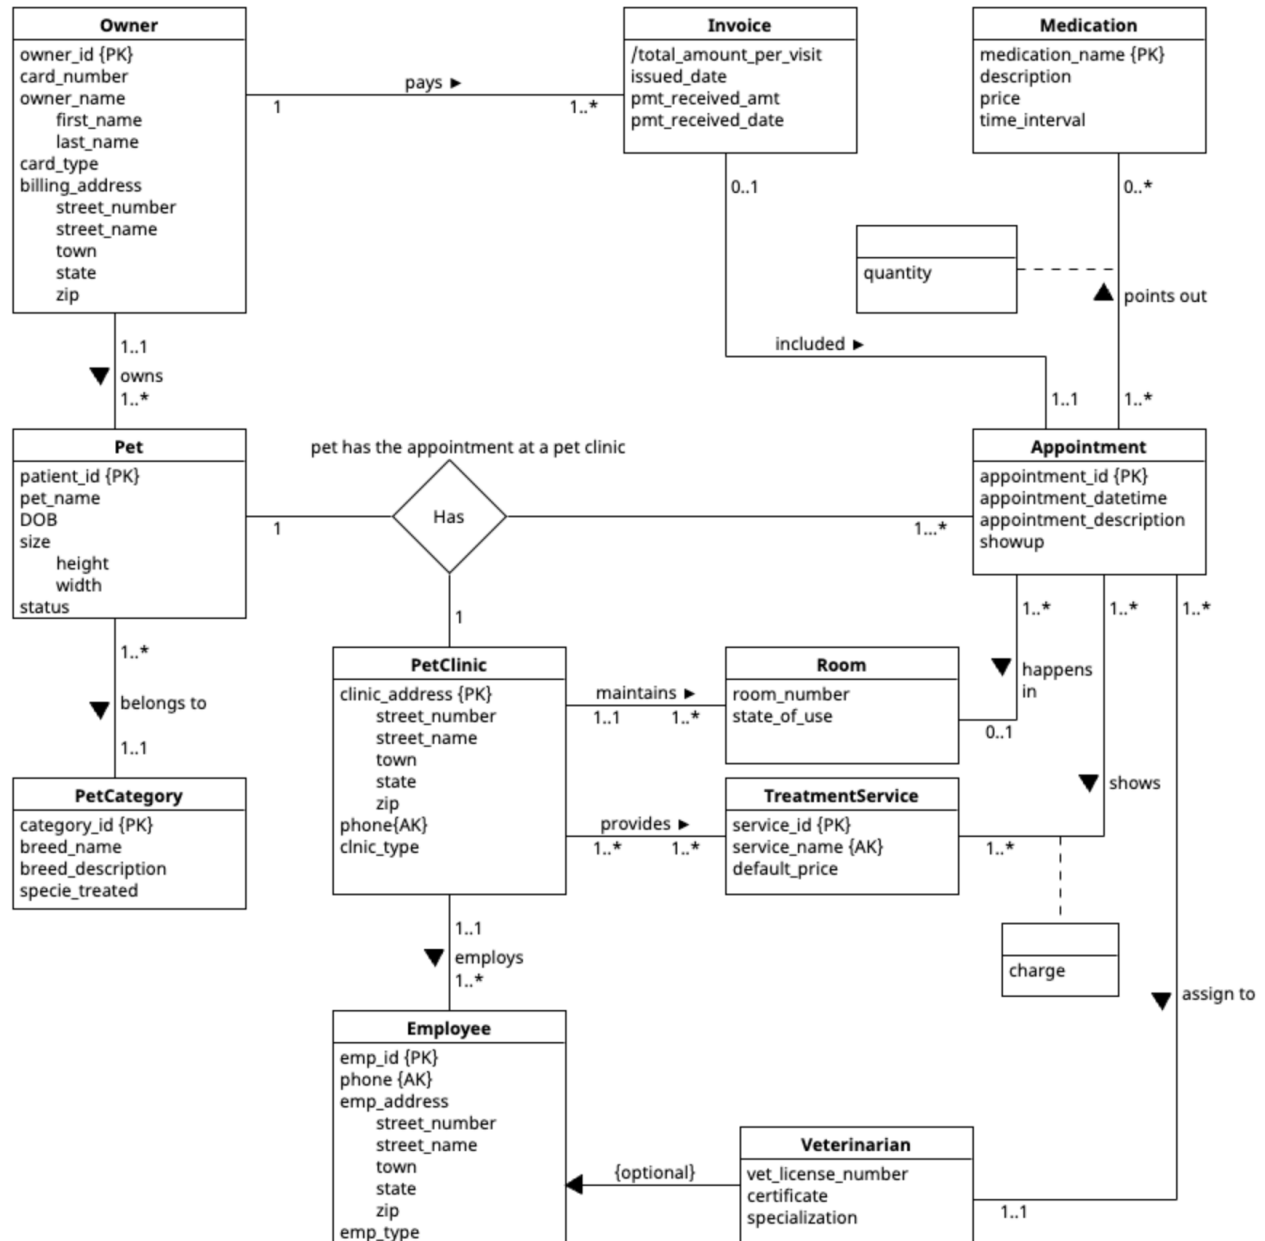 Owner
owner_id {PK}
card_number
owner_name
first_name
last_name
card_type
billing_address
street_number
street_name
town
state
zip
pays ►
1
1..*
Invoice
/total_amount_per_visit
issued_date
pmt_received_amt
pmt_received_date
Medication
medication_name {PK}
description
price
time_interval
0..1
0..*
quantity
points out
included ►
1..1
1..*
1..1
owns
1..*
Pet
patient_id {PK}
pet_name
DOB
size
height
width
status
pet has the appointment at a pet clinic
Has
1
1...*
1
Appointment
appointment_id {PK}
appointment_datetime
appointment_description
showup
1..*
belongs to
1..1
PetCategory
category_id {PK}
breed_name
breed_description
specie_treated
PetClinic
clinic_address {PK}
street_number
street_name
town
state
zip
phone{AK}
clnic_type
maintains ►
1..1
1..*
Room
room_number
state_of_use
1..*
1..*
1..*
happens
in
0..1
provides ►
1..*
1..*
TreatmentService
service_id {PK}
service_name {AK}
default_price
shows
1..*
charge
assign to
1..1
employs
1..*
Employee
emp_id {PK}
phone {AK}
emp_address
street_number
street_name
town
state
zip
emp_type
{optional}
Veterinarian
vet_license_number
certificate
specialization
1..1